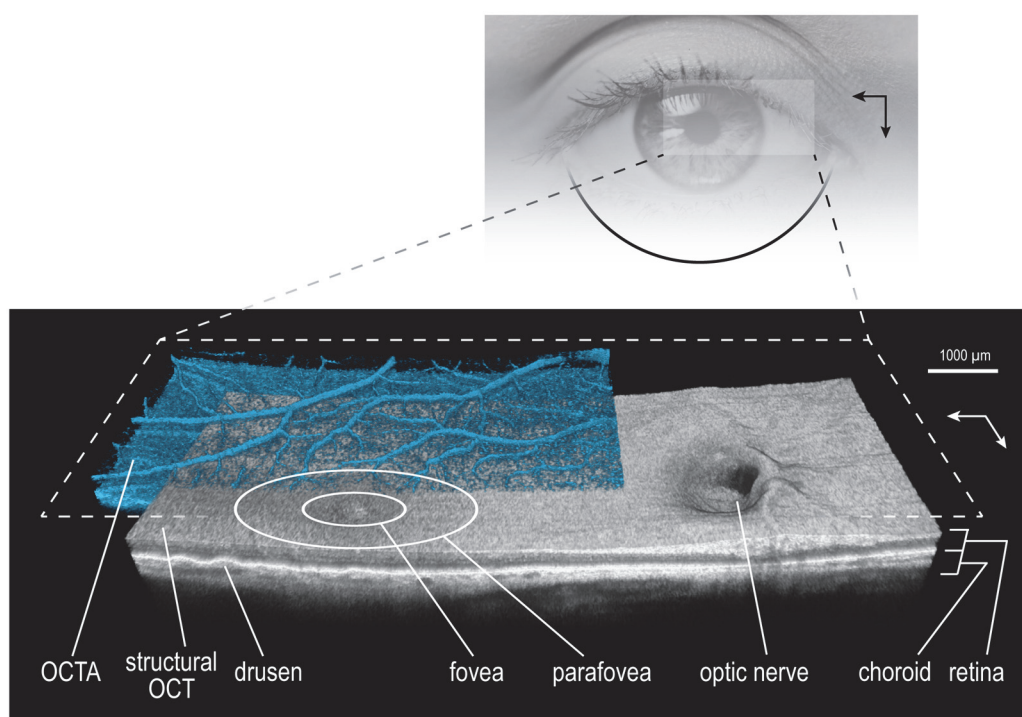 1000 µm
OCTA
structural
OCT
drusen
fovea
parafovea
optic nerve
choroid
retina